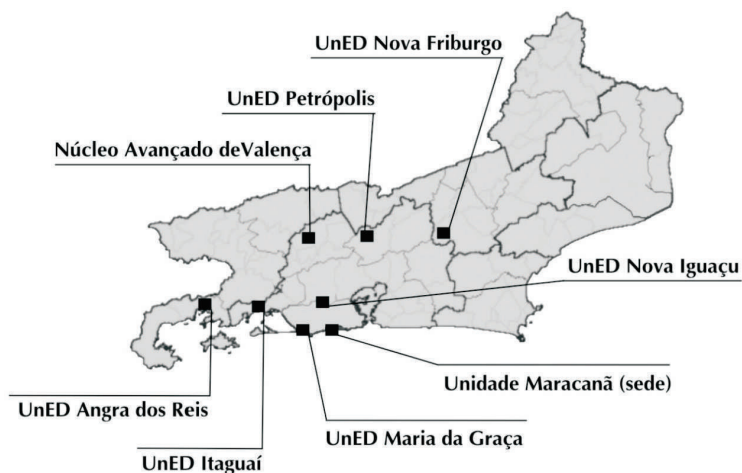 UnED Nova Friburgo
UnED Petrópolis
Núcleo Avançado deValença
UnED Nova Iguaçu
Unidade Maracanã (sede)
UnED Angra dos Reis
UnED Maria da Graça
UnED Itaguaí